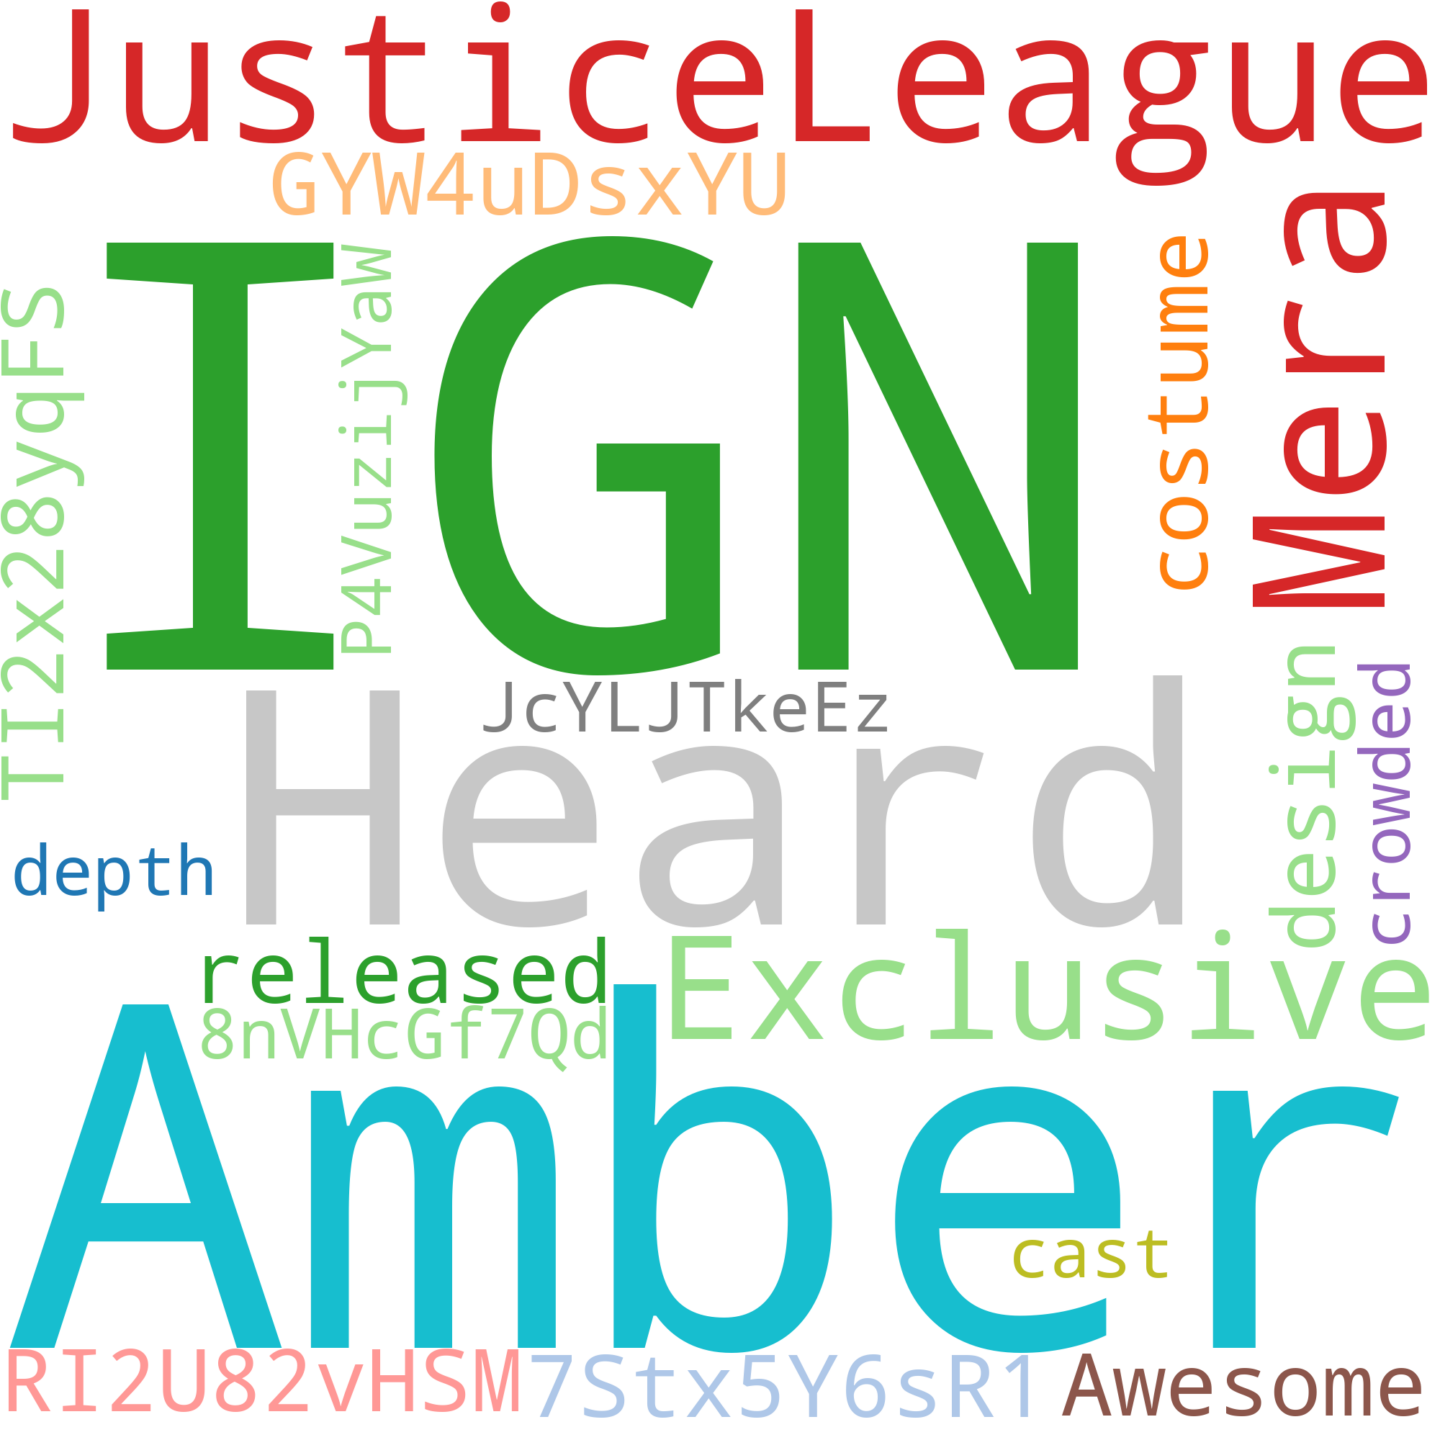 JusticeLeague
GYW4uDsxYU
IGN
Mera
costume
P4VuzijYaW
TI2x28yqFS
JcYLJTkeEz
Heard
design
crowded
depth
released
Exclusive
8nVHcGf7Qd
Amber
cast
RI2U82vHSM
7Stx5Y6sR1
Awesome